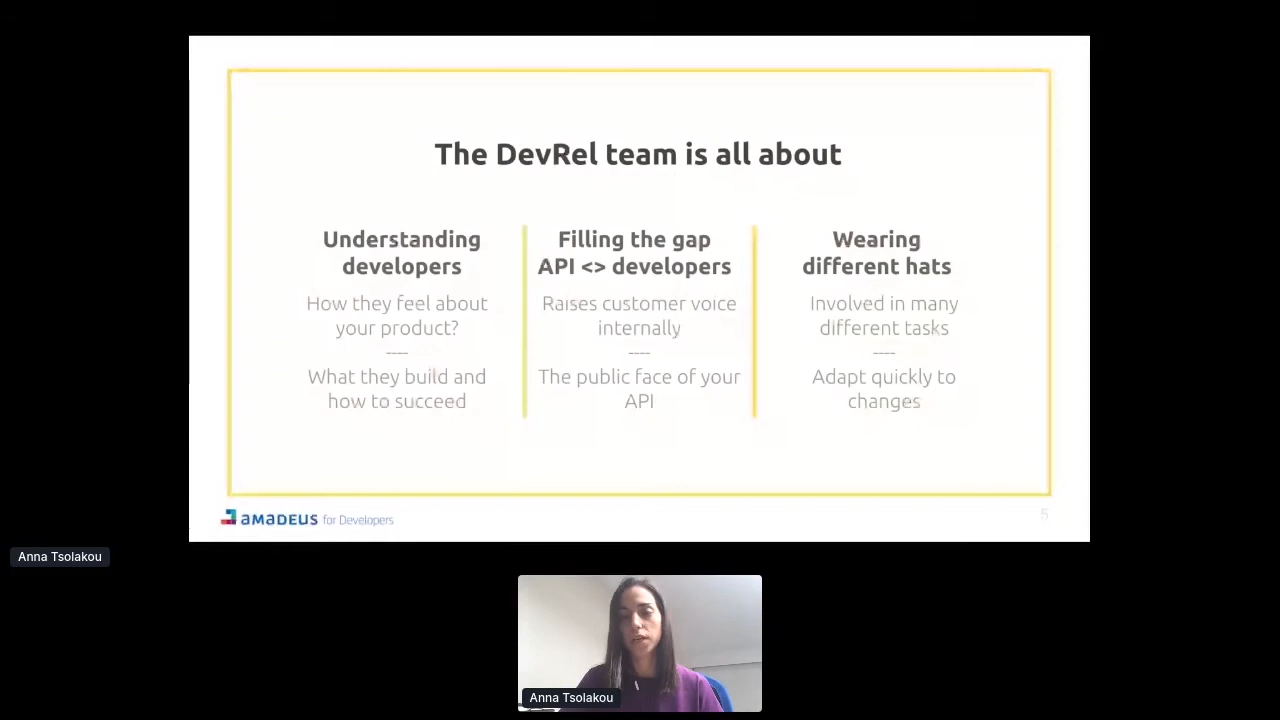 The DevRel team is all about
Understanding
developers
How they feel about
your product?
----
What they build and
how to succeed
Filling the gap
API <> developers
Raises customer voice
internally
----
The public face of your
API
Wearing
different hats
Involved in many
different tasks
----
Adapt quickly to
changes
amadeus for Developers
5
Anna Tsolakou
Anna Tsolakou